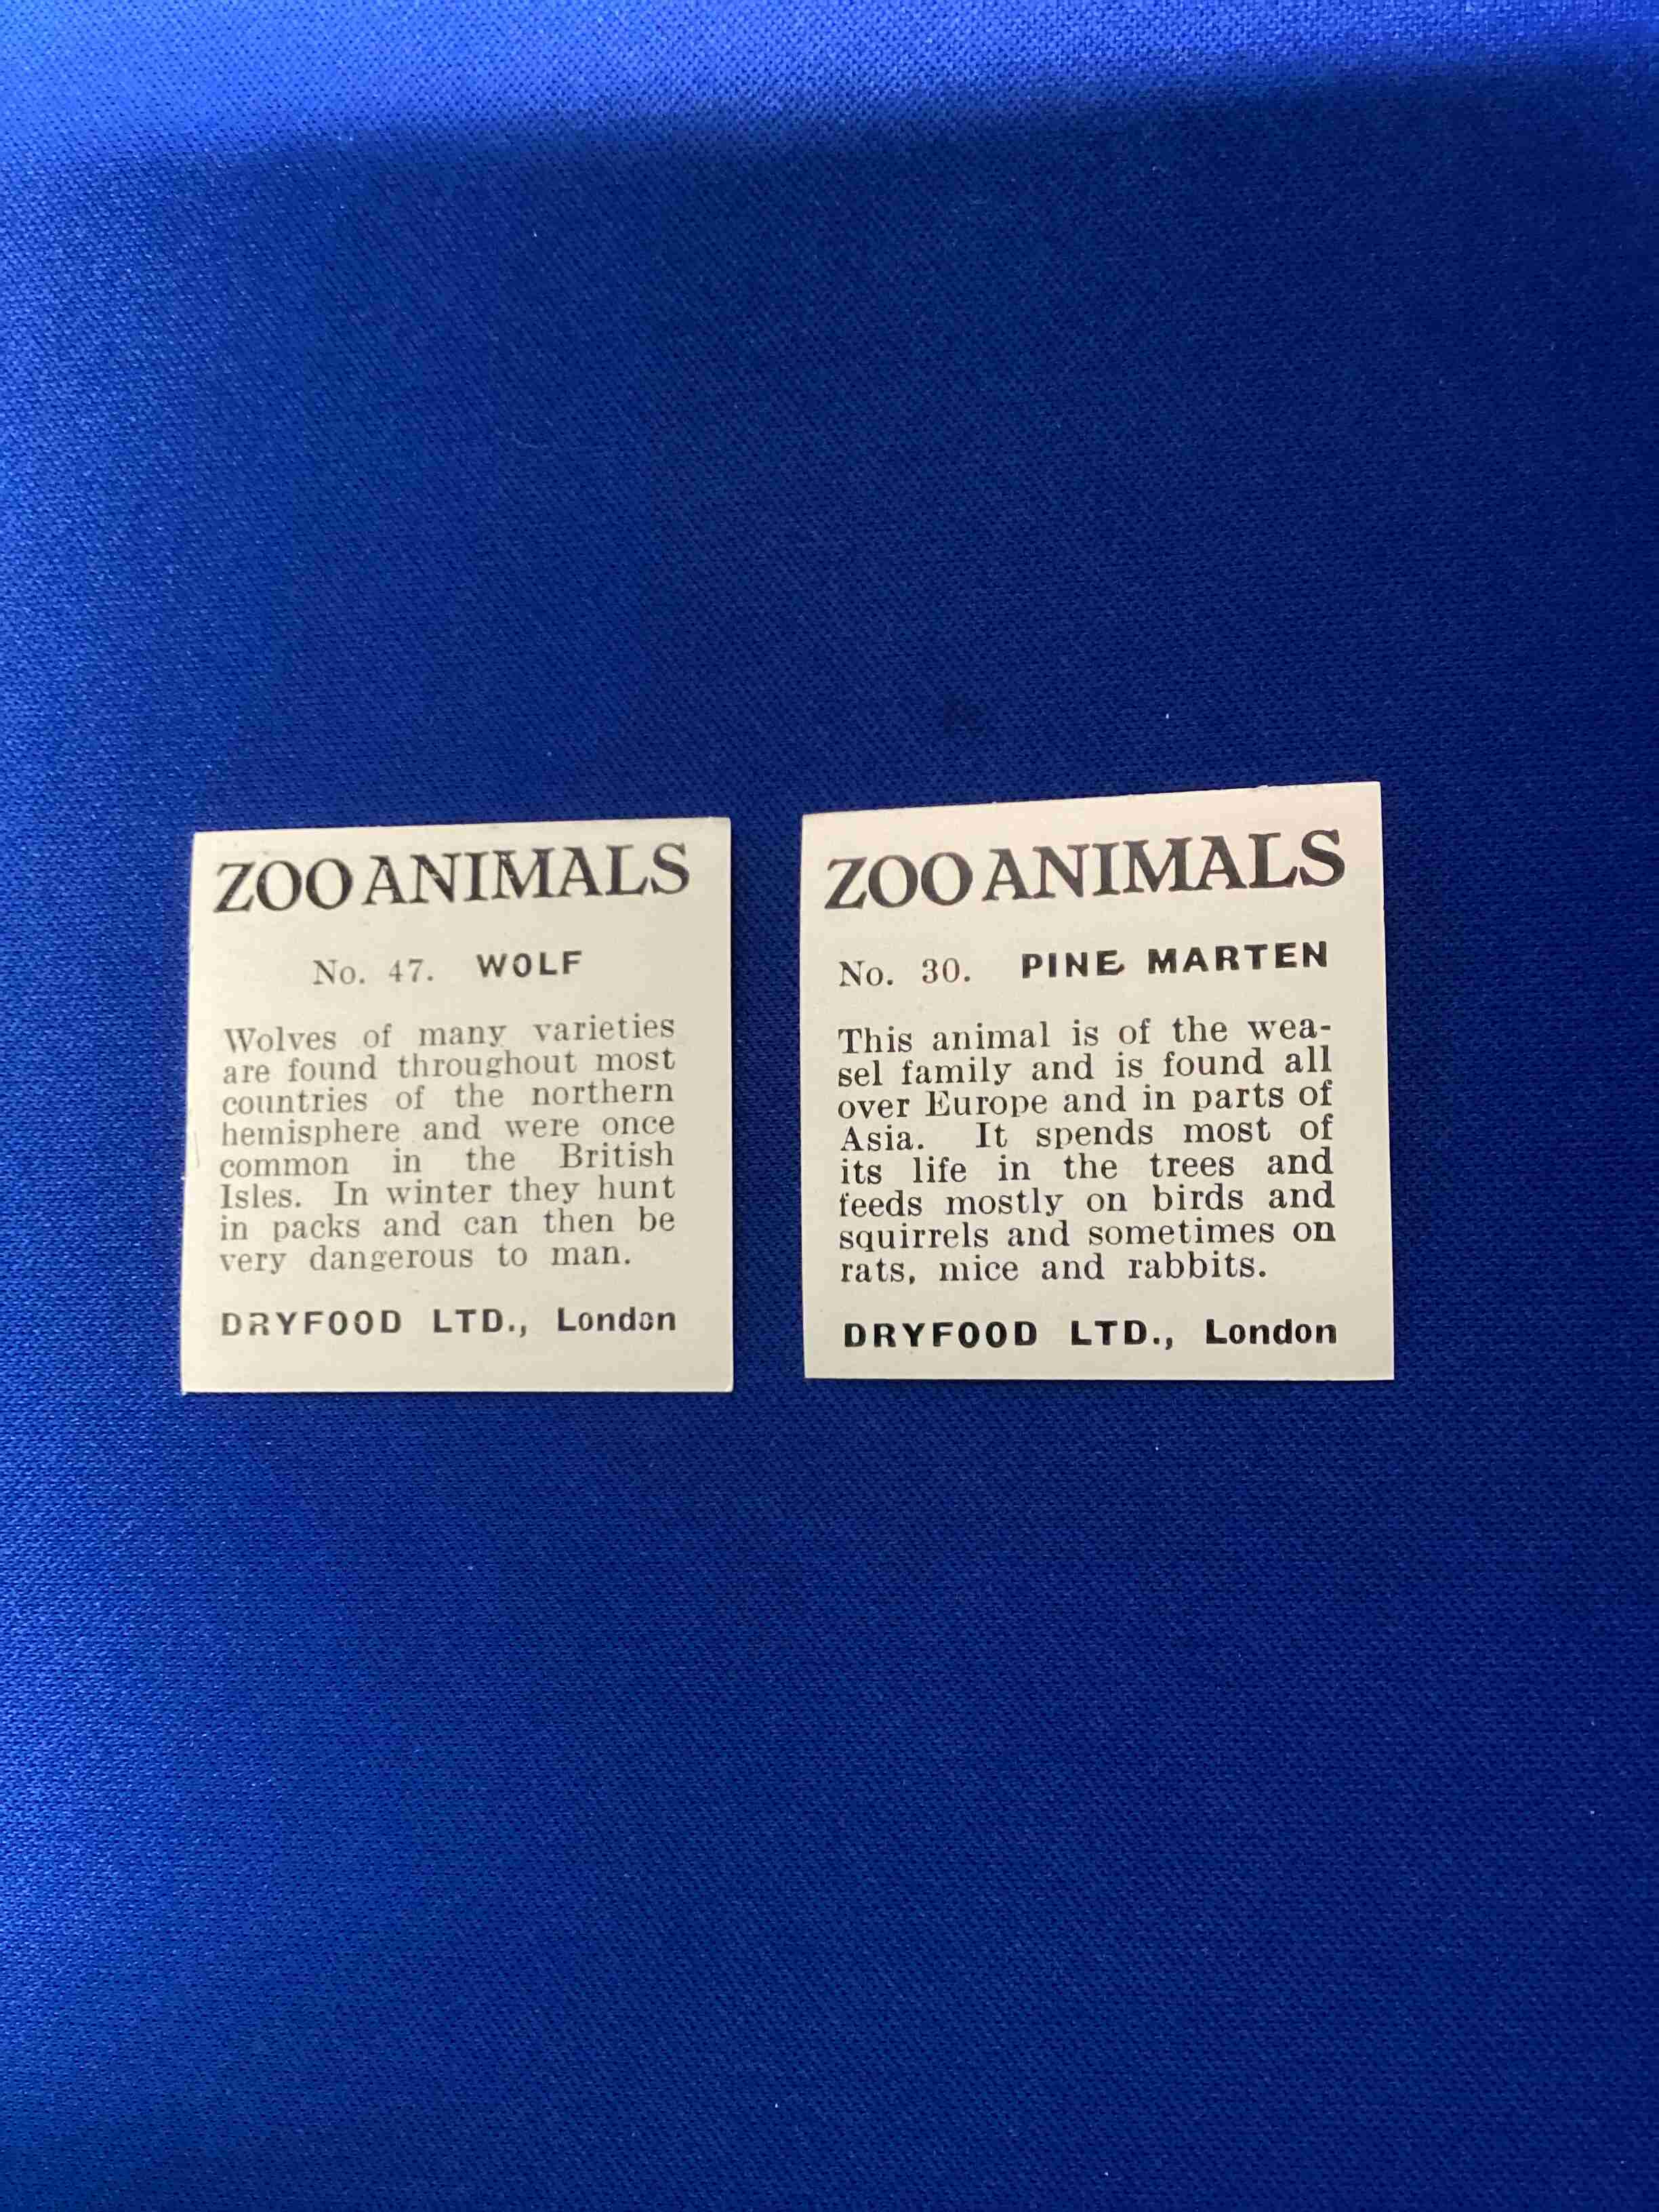 ZOO ANIMALS
No. 47. WOLF
Wolves of many varieties
are found throughout most
countries of the northern
hemisphere and were once
common in the British
Isles. In winter they hunt
in packs and can then be
very dangerous to man.
DRYFOOD LTD., London
ZOO ANIMALS
No. 30. PINE MARTEN
This animal is of the wea-
sel family and is found all
over Europe and in parts of
Asia. It spends most of
its life in the trees and
feeds mostly on birds and
squirrels and sometimes on
rats, mice and rabbits.
DRYFOOD LTD., London